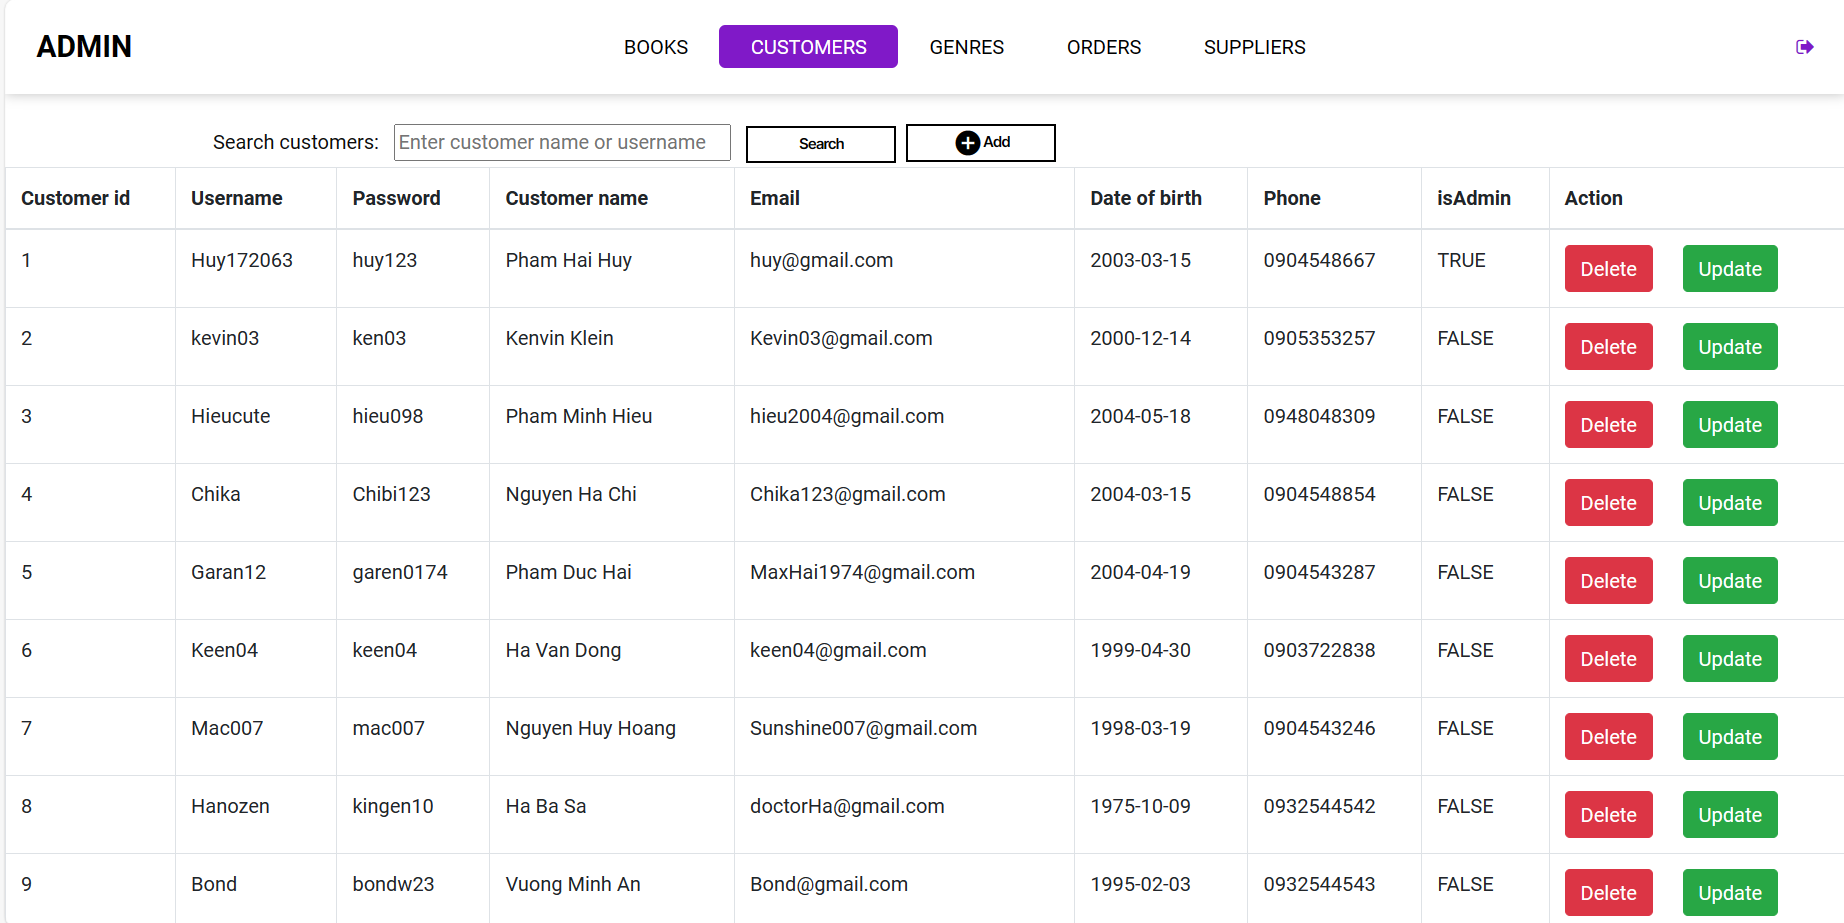 ADMIN BOOKS CUSTOMERS GENRES ORDERS SUPPLIERS
Search customers: Enter customer name or username Search Add
Customer id Username Password Customer name Email Date of birth Phone isAdmin Action
1 Huy172063 huy123 Pham Hai Huy huy@gmail.com 2003-03-15 0904548667 TRUE Delete Update
2 kevin03 ken03 Kenvin Klein Kevin03@gmail.com 2000-12-14 0905353257 FALSE Delete Update
3 Hieucute hieu098 Pham Minh Hieu hieu2004@gmail.com 2004-05-18 0948048309 FALSE Delete Update
4 Chika Chibi123 Nguyen Ha Chi Chika123@gmail.com 2004-03-15 0904548854 FALSE Delete Update
5 Garan12 garen0174 Pham Duc Hai MaxHai1974@gmail.com 2004-04-19 0904543287 FALSE Delete Update
6 Keen04 keen04 Ha Van Dong keen04@gmail.com 1999-04-30 0903722838 FALSE Delete Update
7 Mac007 mac007 Nguyen Huy Hoang Sunshine007@gmail.com 1998-03-19 0904543246 FALSE Delete Update
8 Hanozen kingen10 Ha Ba Sa doctorHa@gmail.com 1975-10-09 0932544542 FALSE Delete Update
9 Bond bondw23 Vuong Minh An Bond@gmail.com 1995-02-03 0932544543 FALSE Delete Update